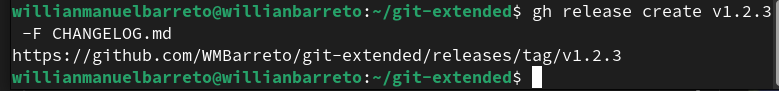 willianmanuelbarreto@willianbarreto:~/git-extended$ gh release create v1.2.3
 -F CHANGELOG.md
https://github.com/WMBarreto/git-extended/releases/tag/v1.2.3
willianmanuelbarreto@willianbarreto:~/git-extended$